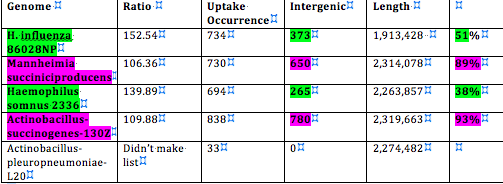 Genome Ratio Uptake Occurrence Intergenic Length
H. influenza 86028NP 152.54 734 373 1,913,428 51%
Mannheimia succiniciproducens 106.36 730 650 2,314,078 89%
Haemophilus somnus 2336 139.89 694 265 2,263,857 38%
Actinobacillus succinogenes-130Z 109.88 838 780 2,319,663 93%
Actinobacillus-pleuropneumoniae-L20 Didn't make list 33 0 2,274,482